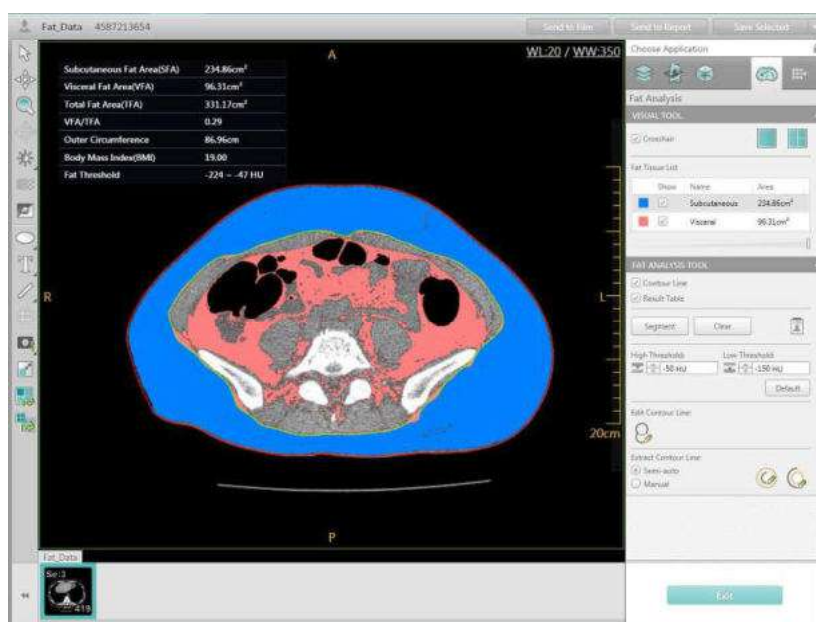 Fat_Data 4587213654
Send to Film Send to Report Save Selected
WL:20 / WW:350
A
Subcutaneous Fat Area(SFA) 234.86cm²
Visceral Fat Area(VFA) 96.31cm²
Total Fat Area(TFA) 331.17cm²
VFA/TFA 0.29
Outer Circumference 86.96cm
Body Mass Index(BMI) 19.00
Fat Threshold -224 ~ -47 HU
R
L
20cm
P
Choose Application
Fat Analysis
VISUAL TOOL
Crosshair
Fat Tissue List
Show Name Area
Subcutaneous 234.86cm²
Visceral 96.31cm²
FAT ANALYSIS TOOL
Contour Line
Result Table
Segment Clear
High Threshold: Low Threshold:
-50 HU -150 HU
Default
Edit Contour Line:
Extract Contour Line:
Semi-auto
Manual
Exit
Fat_Data
Se:3
419